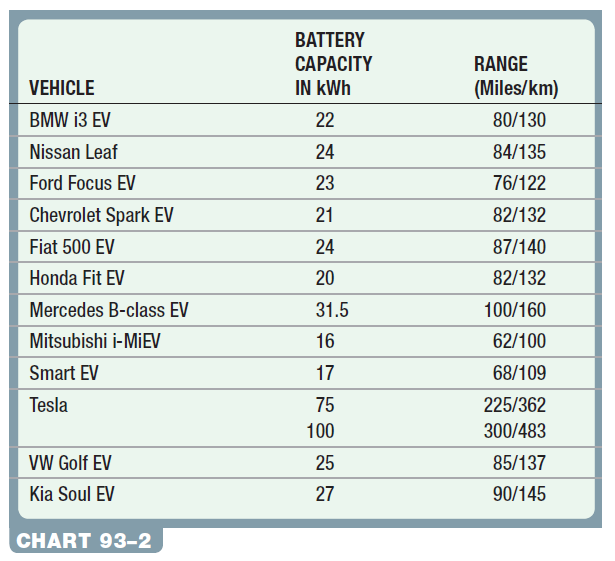 VEHICLE BATTERY CAPACITY IN kWh RANGE (Miles/km)
BMW i3 EV 22 80/130
Nissan Leaf 24 84/135
Ford Focus EV 23 76/122
Chevrolet Spark EV 21 82/132
Fiat 500 EV 24 87/140
Honda Fit EV 20 82/132
Mercedes B-class EV 31.5 100/160
Mitsubishi i-MiEV 16 62/100
Smart EV 17 68/109
Tesla 75 225/362
100 300/483
VW Golf EV 25 85/137
Kia Soul EV 27 90/145
CHART 93–2